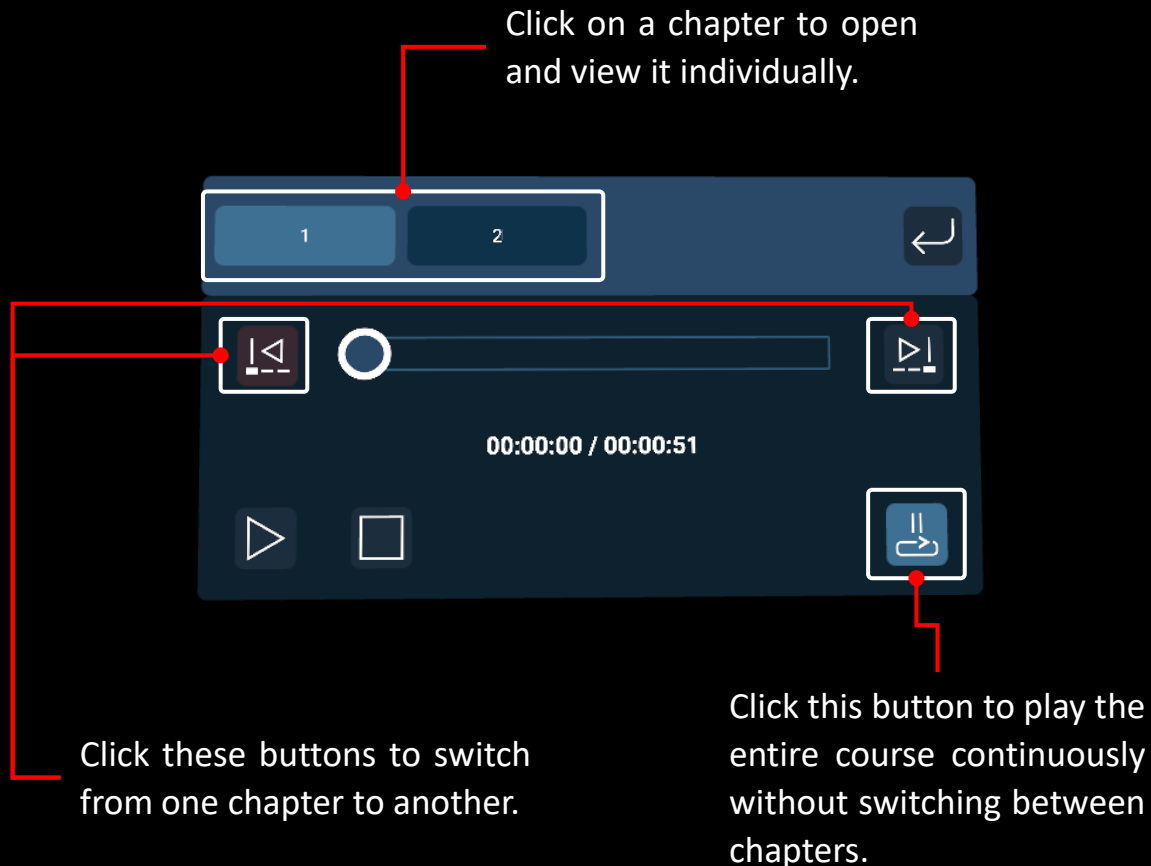 Click on a chapter to open
and view it individually.
1
2
00:00:00 / 00:00:51
Click these buttons to switch
from one chapter to another.
Click this button to play the
entire course continuously
without switching between
chapters.